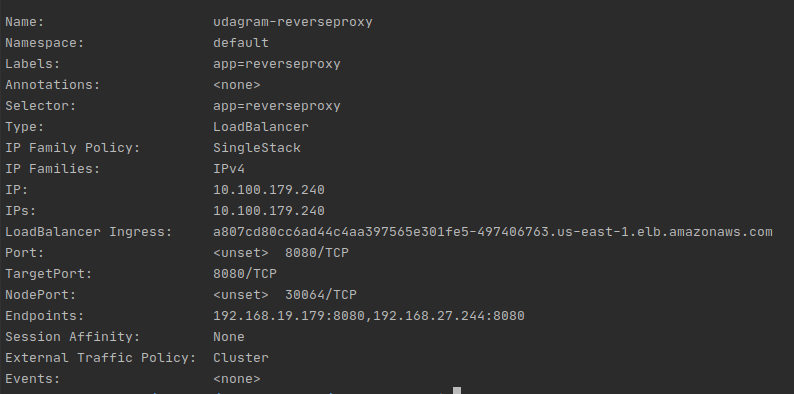 Name: udagram-reverseproxy
Namespace: default
Labels: app=reverseproxy
Annotations: <none>
Selector: app=reverseproxy
Type: LoadBalancer
IP Family Policy: SingleStack
IP Families: IPv4
IP: 10.100.179.240
IPs: 10.100.179.240
LoadBalancer Ingress: a807cd80cc6ad44c4aa397565e301fe5-497406763.us-east-1.elb.amazonaws.com
Port: <unset> 8080/TCP
TargetPort: 8080/TCP
NodePort: <unset> 30064/TCP
Endpoints: 192.168.19.179:8080,192.168.27.244:8080
Session Affinity: None
External Traffic Policy: Cluster
Events: <none>